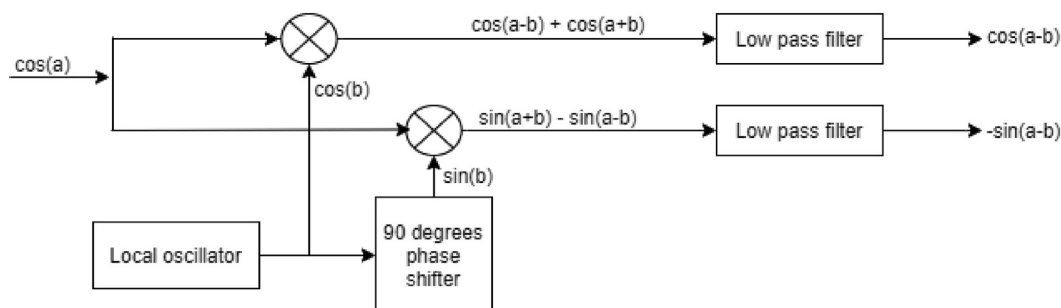 cos(a-b) + cos(a+b)
Low pass filter
cos(a-b)
cos(a)
cos(b)
sin(a+b) - sin(a-b)
Low pass filter
-sin(a-b)
sin(b)
Local oscillator
90 degrees
phase
shifter